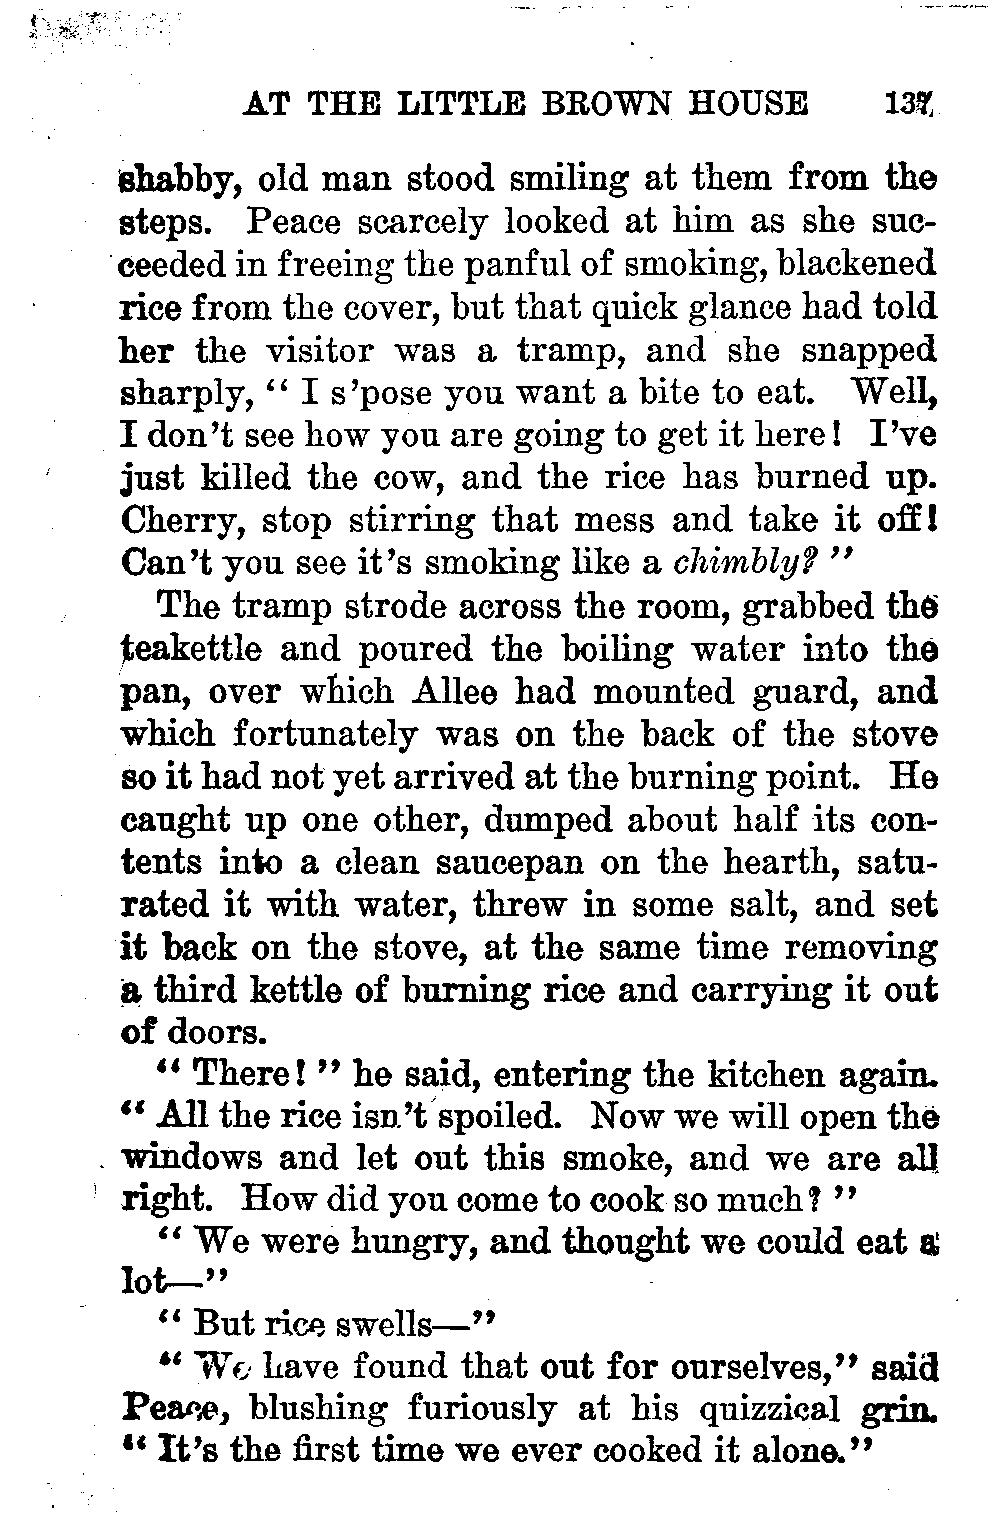 AT THE LITTLE BROWN HOUSE 137
shabby, old man stood smiling at them from the
steps. Peace scarcely looked at him as she suc-
ceeded in freeing the panful of smoking, blackened
rice from the cover, but that quick glance had told
her the visitor was a tramp, and she snapped
sharply, “ I s’pose you want a bite to eat. Well,
I don’t see how you are going to get it here! I’ve
just killed the cow, and the rice has burned up.
Cherry, stop stirring that mess and take it off!
Can’t you see it’s smoking like a chimbly? ”
The tramp strode across the room, grabbed the
teakettle and poured the boiling water into the
pan, over which Allee had mounted guard, and
which fortunately was on the back of the stove
so it had not yet arrived at the burning point. He
caught up one other, dumped about half its con-
tents into a clean saucepan on the hearth, satu-
rated it with water, threw in some salt, and set
it back on the stove, at the same time removing
a third kettle of burning rice and carrying it out
of doors.
“ There! ” he said, entering the kitchen again.
“ All the rice isn’t spoiled. Now we will open the
windows and let out this smoke, and we are all
right. How did you come to cook so much? ”
“ We were hungry, and thought we could eat a
lot—”
“ But rice swells—”
“ We have found that out for ourselves,” said
Peace, blushing furiously at his quizzical grin.
“ It’s the first time we ever cooked it alone.”